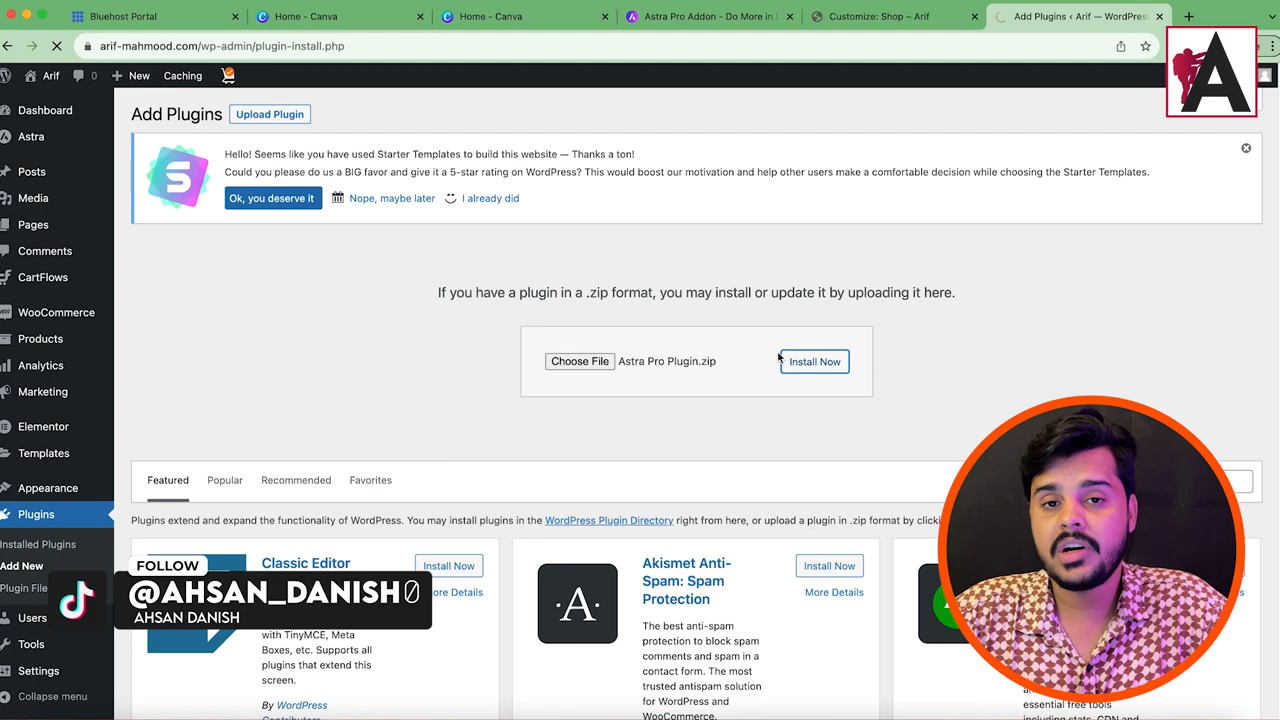 Bluehost Portal
Home - Canva
Home - Canva
Astra Pro Addon - Do More in L
Customize: Shop – Arif
Add Plugins ‹ Arif — WordPress
arif-mahmood.com/wp-admin/plugin-install.php
A
Arif
0
New
Caching
Dashboard
Astra
Posts
Media
Pages
Comments
CartFlows
WooCommerce
Products
Analytics
Marketing
Elementor
Templates
Appearance
Plugins
Installed Plugins
Add New
Plugin File
Users
Tools
Settings
Collapse menu
Add Plugins
Upload Plugin
Hello! Seems like you have used Starter Templates to build this website — Thanks a ton!
Could you please do us a BIG favor and give it a 5-star rating on WordPress? This would boost our motivation and help other users make a comfortable decision while choosing the Starter Templates.
Ok, you deserve it
Nope, maybe later
I already did
If you have a plugin in a .zip format, you may install or update it by uploading it here.
Choose File
Astra Pro Plugin.zip
Install Now
Featured
Popular
Recommended
Favorites
Plugins extend and expand the functionality of WordPress. You may install plugins in the WordPress Plugin Directory right from here, or upload a plugin in .zip format by
Classic Editor
Install Now
More Details
with TinyMCE, Meta
Boxes, etc. Supports all
plugins that extend this
screen.
By WordPress
Akismet Anti-
Spam: Spam
Protection
Install Now
More Details
The best anti-spam
protection to block spam
comments and spam in a
contact form. The most
trusted antispam solution
for WordPress and
WooCommerce.
essential free tools
FOLLOW
@AHSAN_DANISH0
AHSAN DANISH